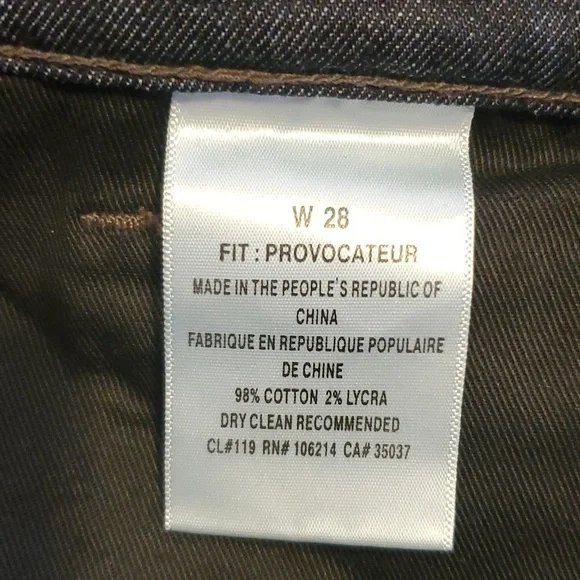 W 28
FIT : PROVOCATEUR
MADE IN THE PEOPLE'S REPUBLIC OF
CHINA
FABRIQUE EN REPUBLIQUE POPULAIRE
DE CHINE
98% COTTON 2% LYCRA
DRY CLEAN RECOMMENDED
CL#119 RN# 106214 CA# 35037